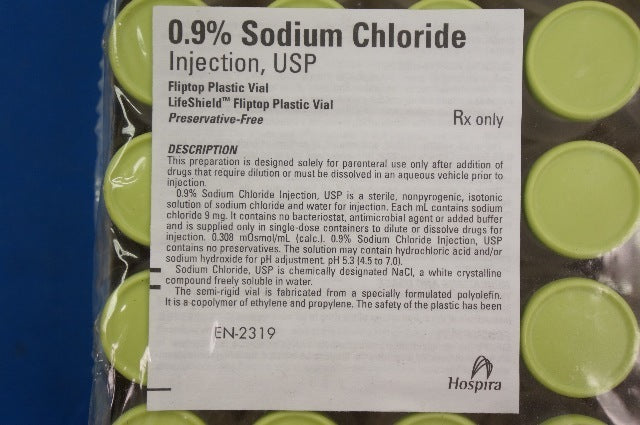 0.9% Sodium Chloride
Injection, USP
Fliptop Plastic Vial
LifeShield™ Fliptop Plastic Vial
Preservative-Free
Rx only
DESCRIPTION
This preparation is designed solely for parenteral use only after addition of
drugs that require dilution or must be dissolved in an aqueous vehicle prior to
injection.
0.9% Sodium Chloride Injection, USP is a sterile, nonpyrogenic, isotonic
solution of sodium chloride and water for injection. Each mL contains sodium
chloride 9 mg. It contains no bacteriostat, antimicrobial agent or added buffer
and is supplied only in single-dose containers to dilute or dissolve drugs for
injection. 0.308 mOsmol/mL (calc.). 0.9% Sodium Chloride Injection, USP
contains no preservatives. The solution may contain hydrochloric acid and/or
sodium hydroxide for pH adjustment. pH 5.3 (4.5 to 7.0).
Sodium Chloride, USP is chemically designated NaCl, a white crystalline
compound freely soluble in water.
The semi-rigid vial is fabricated from a specially formulated polyolefin.
It is a copolymer of ethylene and propylene. The safety of the plastic has been
EN-2319
Hospira